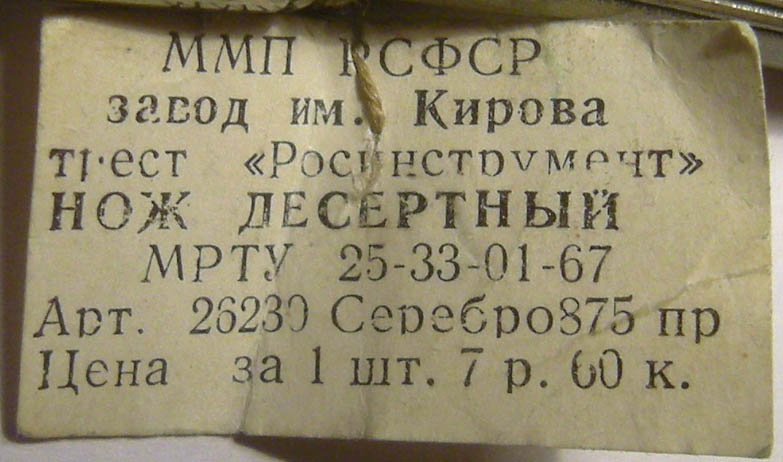 ММП РСФСР
завод им. Кирова
трест «Росинструмент»
НОЖ ДЕСЕРТНЫЙ
МРТУ 25-33-01-67
Арт. 26230 Серебро875 пр
Цена за 1 шт. 7 р. 60 к.